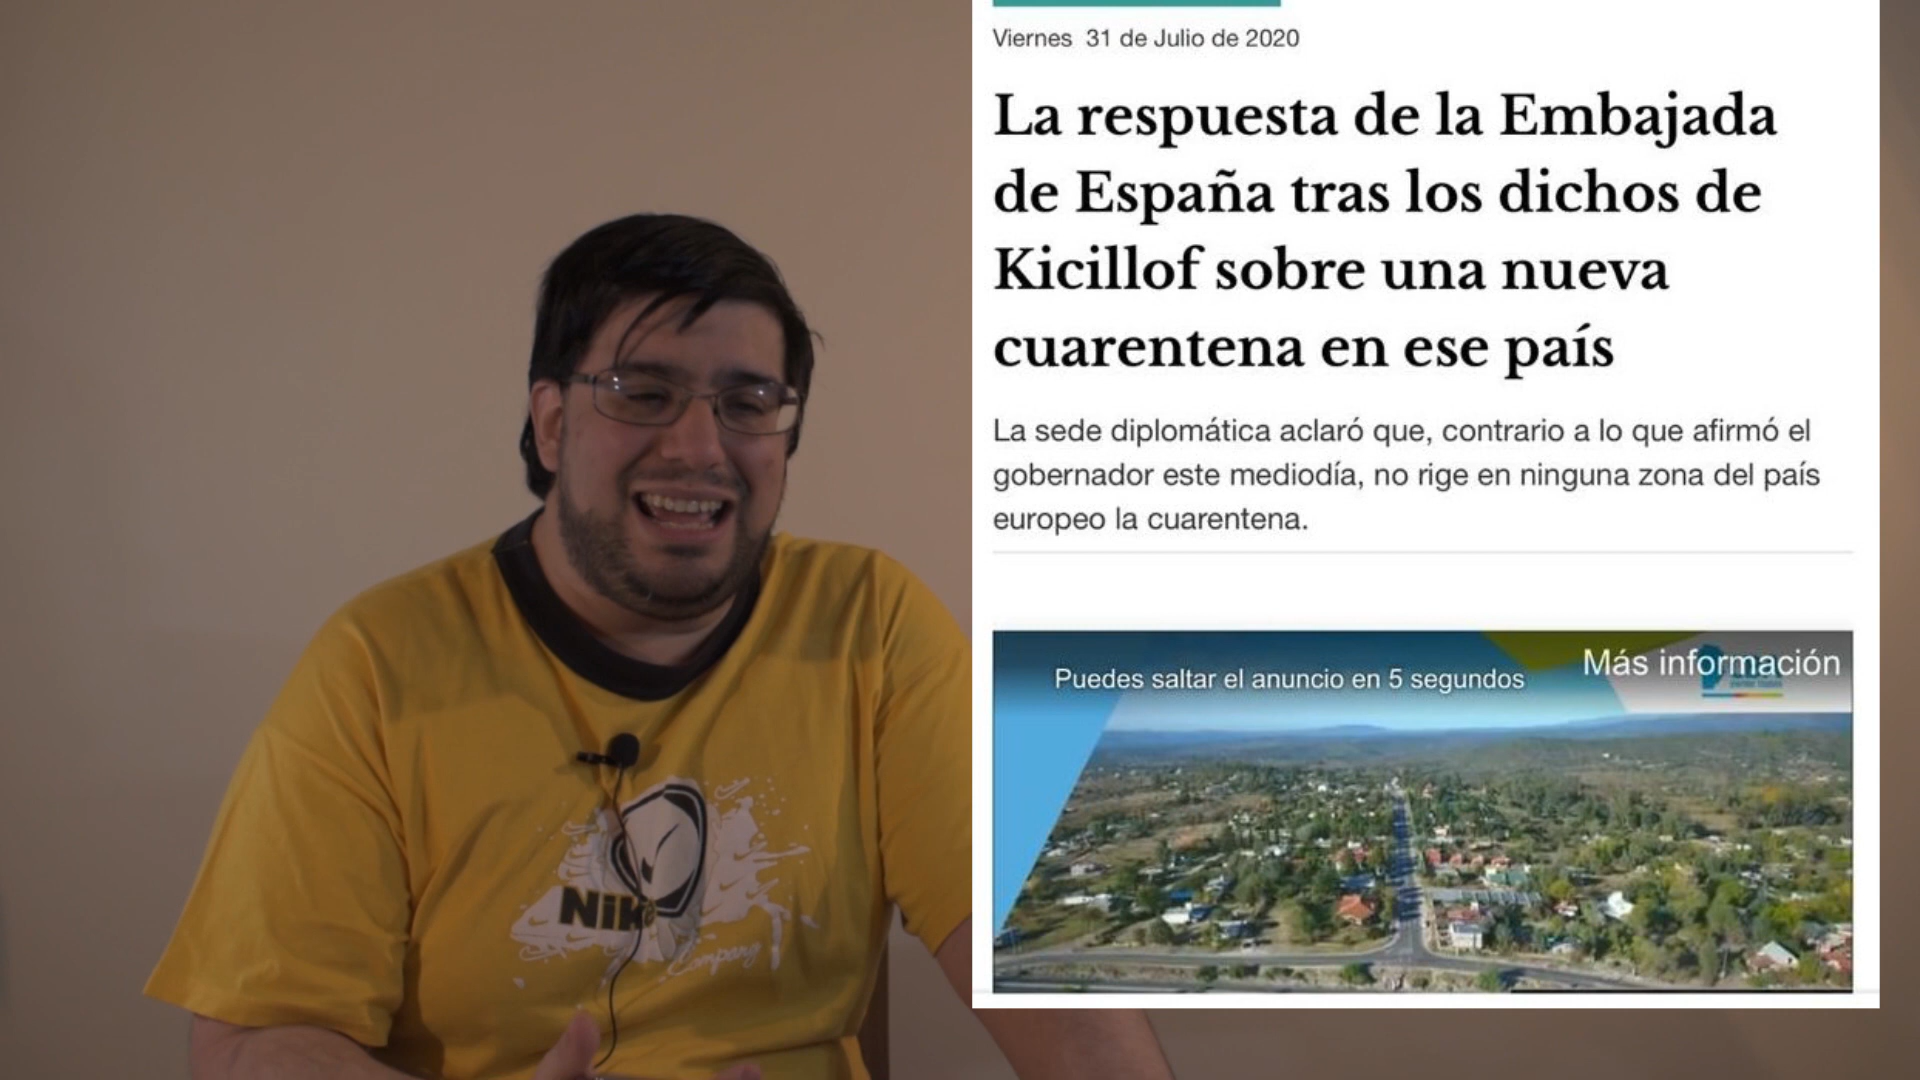 Viernes 31 de Julio de 2020
La respuesta de la Embajada
de España tras los dichos de
Kicillof sobre una nueva
cuarentena en ese país
La sede diplomática aclaró que, contrario a lo que afirmó el
gobernador este mediodía, no rige en ninguna zona del país
europeo la cuarentena.
Puedes saltar el anuncio en 5 segundos
Más información
Nike
Company